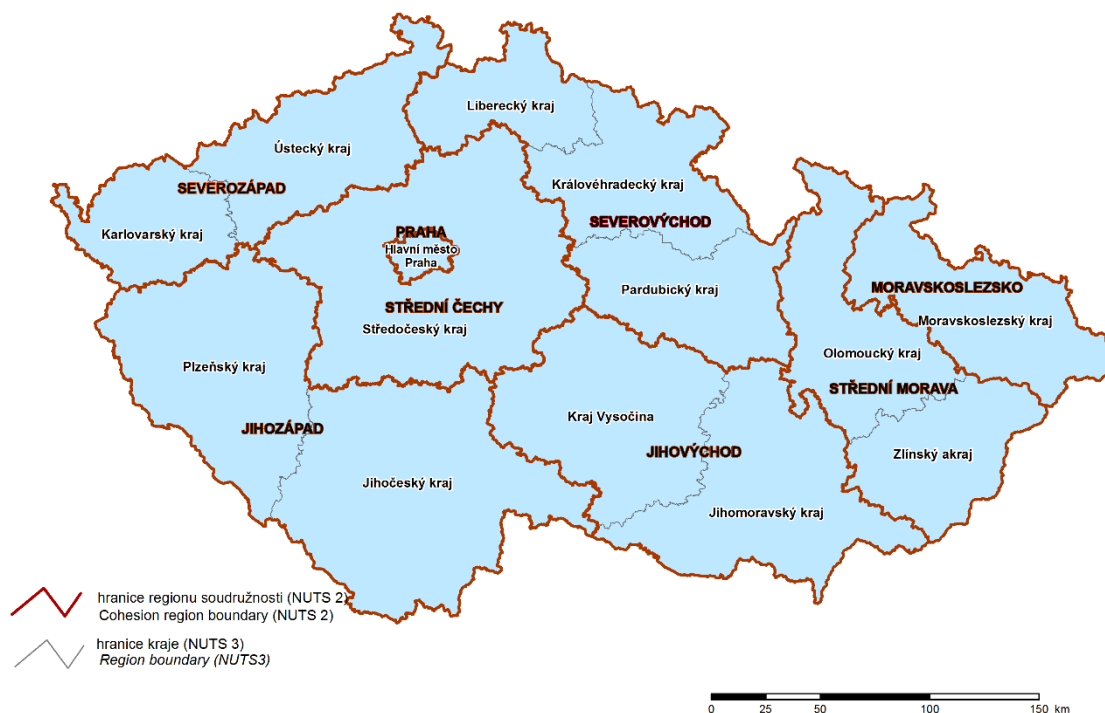 Liberecký kraj
Ústecký kraj
Královéhradecký kraj
SEVEROZÁPAD
SEVEROVÝCHOD
Karlovarský kraj
PRAHA
Hlavní město
Praha
Pardubický kraj
MORAVSKOSLEZSKO
STŘEDNÍ ČECHY
Středočeský kraj
Moravskoslezský kraj
Plzeňský kraj
Olomoucký kraj
STŘEDNÍ MORAVA
Kraj Vysočina
JIHOZÁPAD
JIHOVÝCHOD
Zlínský akraj
Jihočeský kraj
Jihomoravský kraj
hranice regionu soudružnosti (NUTS 2)
Cohesion region boundary (NUTS 2)
hranice kraje (NUTS 3)
Region boundary (NUTS3)
0 25 50 100 150 km